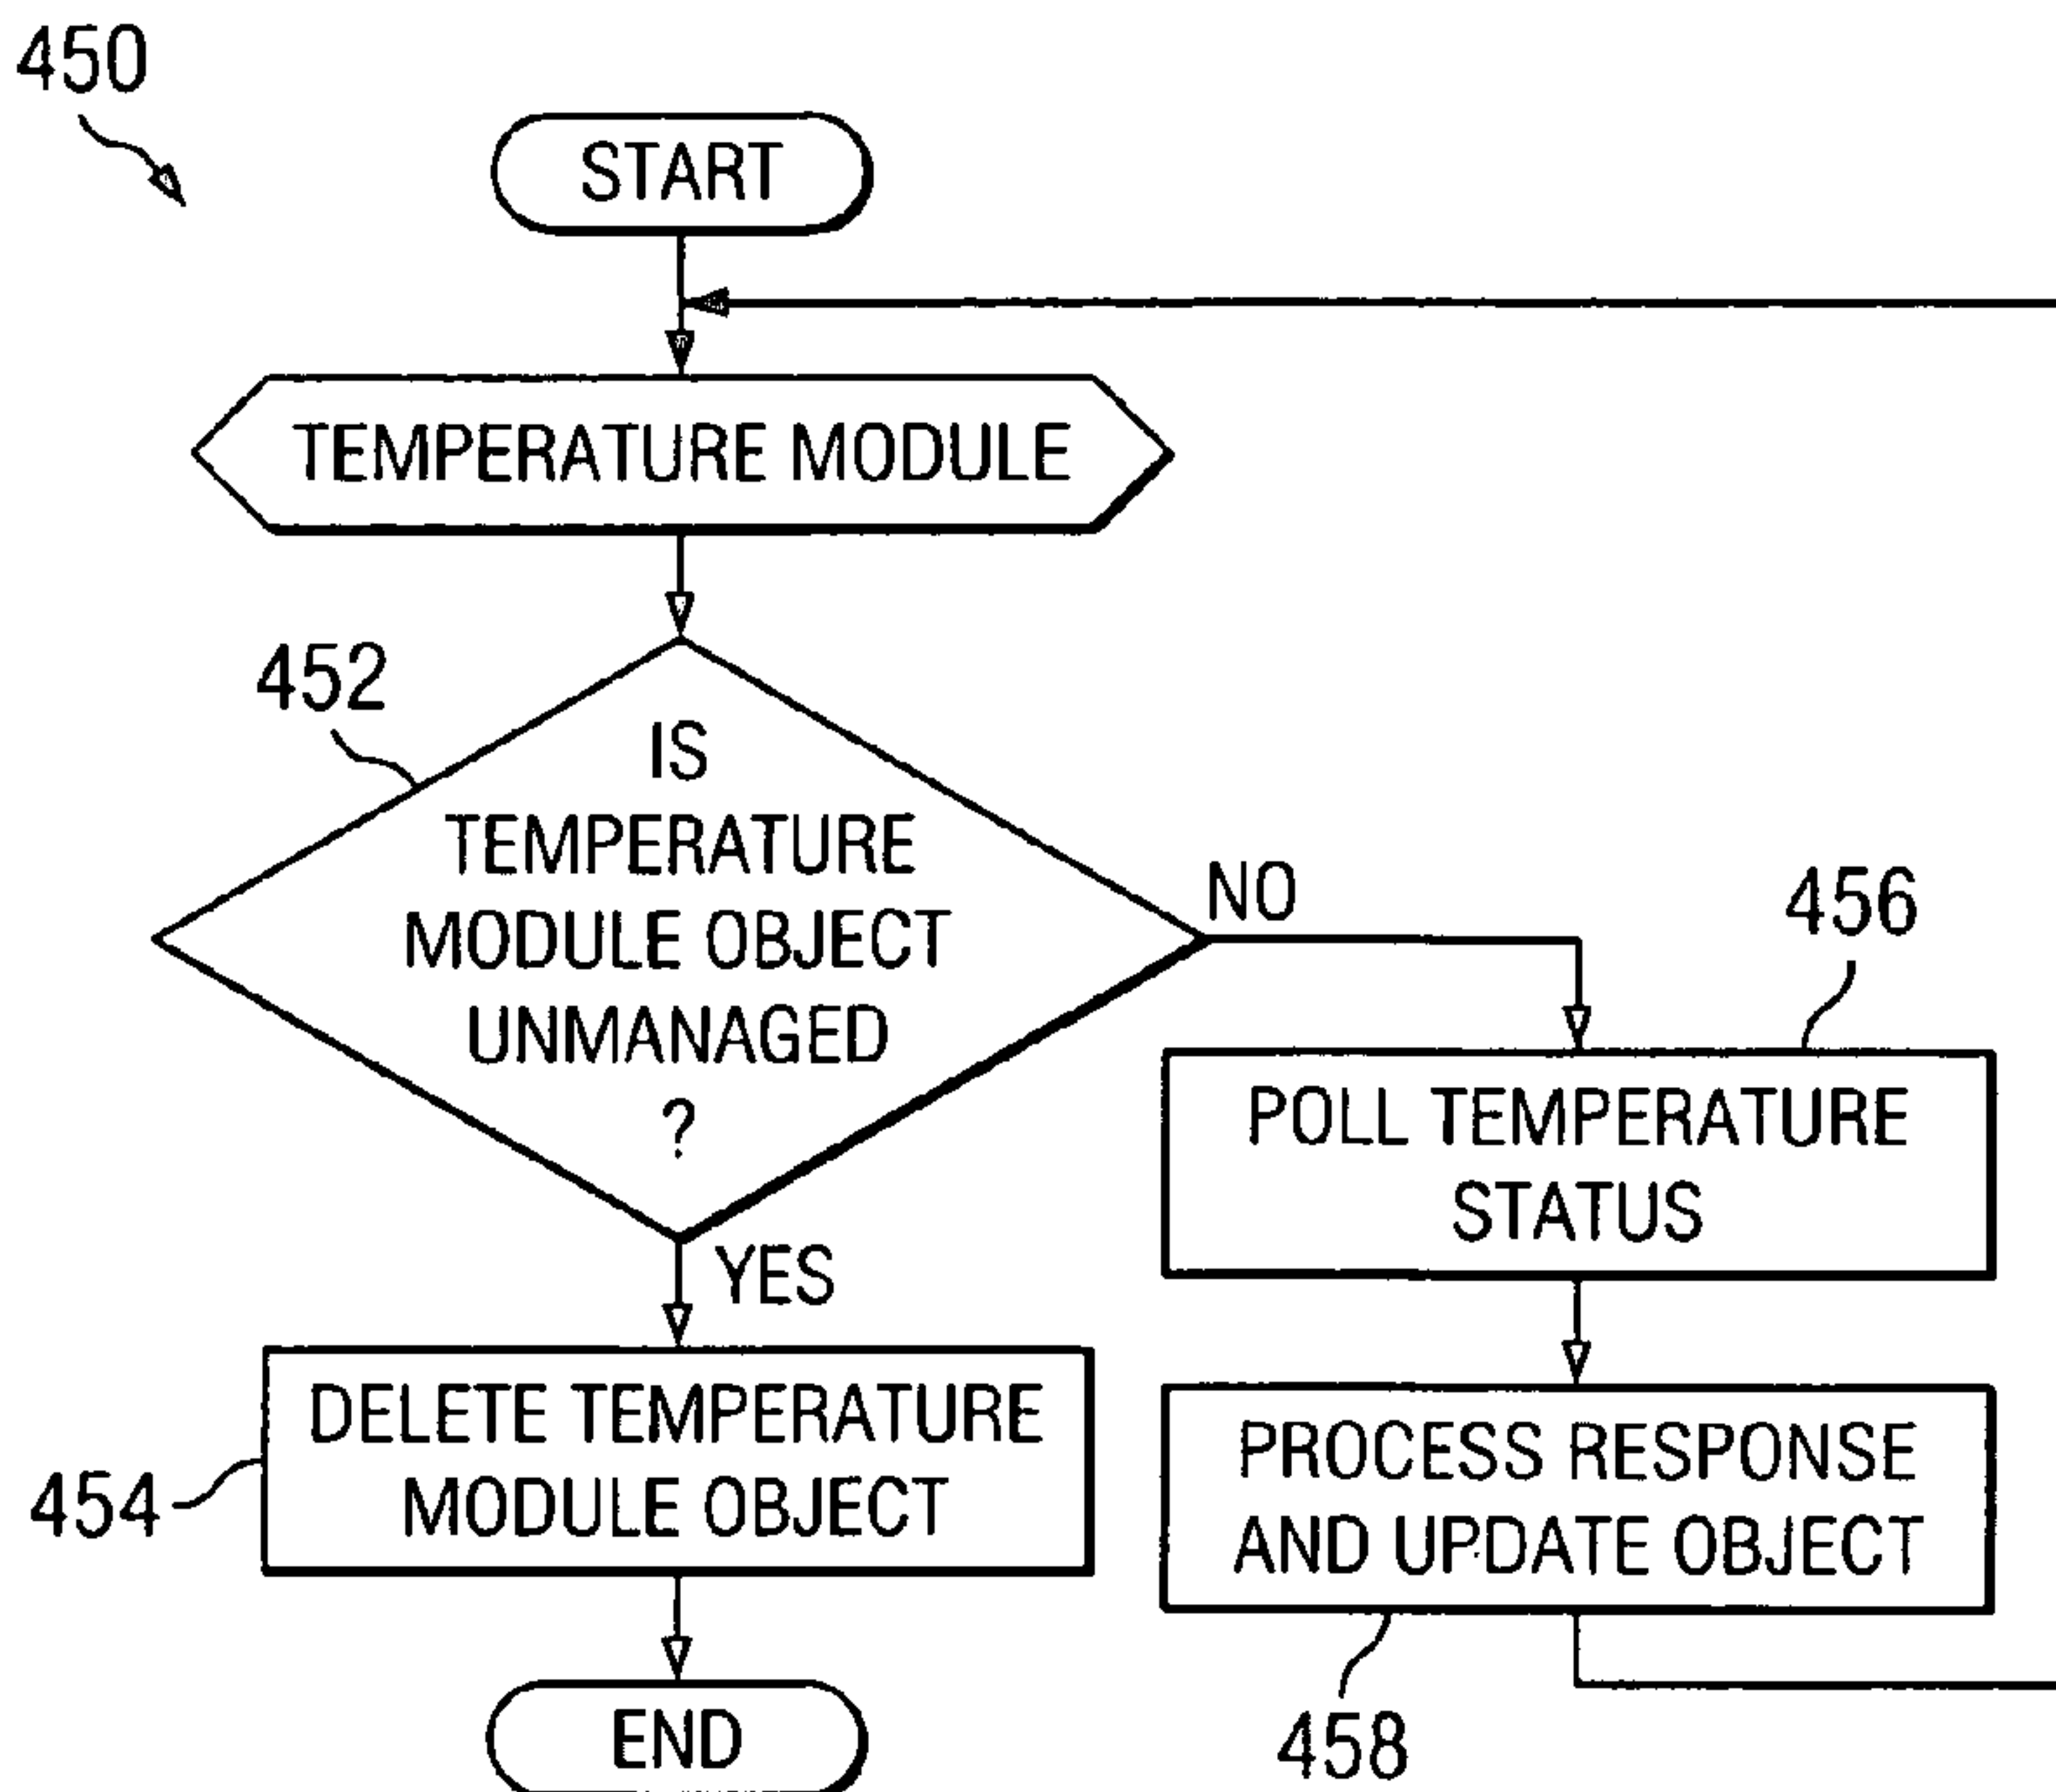 450
START
TEMPERATURE MODULE
452
IS
TEMPERATURE
MODULE OBJECT
UNMANAGED
?
NO
456
POLL TEMPERATURE
STATUS
YES
DELETE TEMPERATURE
MODULE OBJECT
454
PROCESS RESPONSE
AND UPDATE OBJECT
458
END